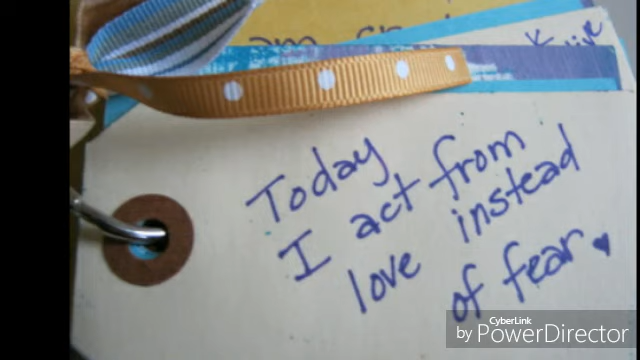 Today
I act from
love instead
of fear.
CyberLink
by PowerDirector